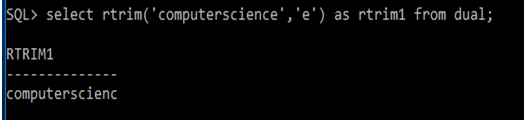 SQL> select rtrim('computerscience','e') as rtrim1 from dual;
RTRIM1
--------------
computerscienc